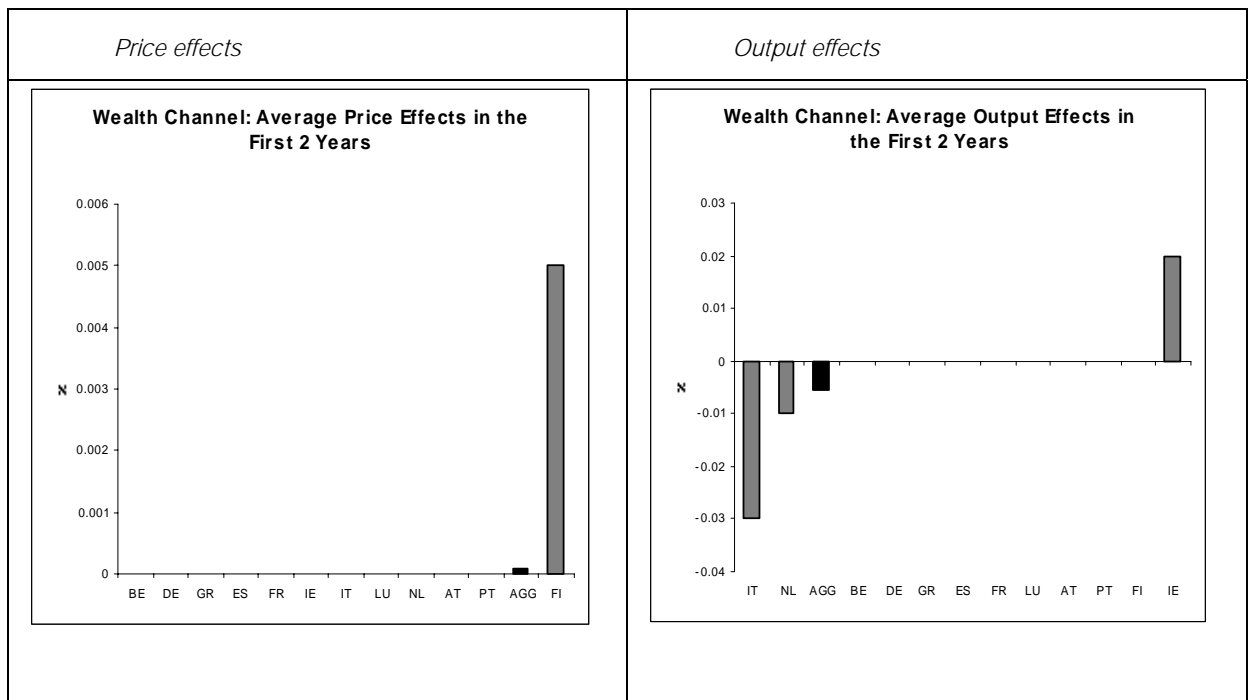 Price effects
Output effects
Wealth Channel: Average Price Effects in the
First 2 Years
0.006
0.005
0.004
0.003
0.002
0.001
0
%
BE DE GR ES FR IE IT LU NL AT PT AGG FI
Wealth Channel: Average Output Effects in
the First 2 Years
0.03
0.02
0.01
0
-0.01
-0.02
-0.03
-0.04
%
IT NL AGG BE DE GR ES FR LU AT PT FI IE